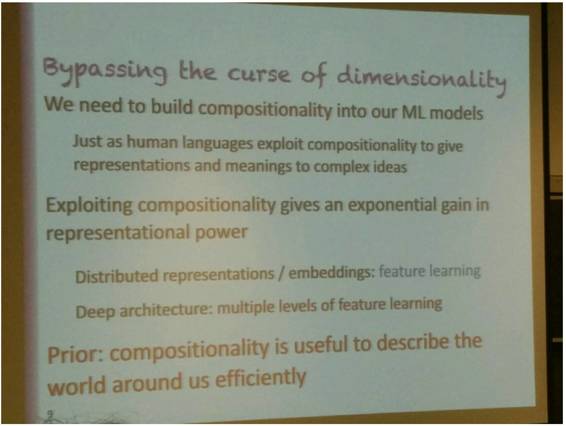 Bypassing the curse of dimensionality
We need to build compositionality into our ML models
Just as human languages exploit compositionality to give
representations and meanings to complex ideas
Exploiting compositionality gives an exponential gain in
representational power
Distributed representations / embeddings: feature learning
Deep architecture: multiple levels of feature learning
Prior: compositionality is useful to describe the
world around us efficiently
9